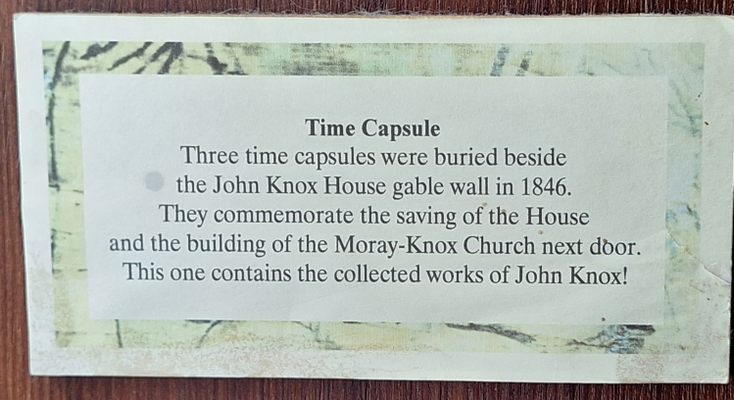 Time Capsule
Three time capsules were buried beside
the John Knox House gable wall in 1846.
They commemorate the saving of the House
and the building of the Moray-Knox Church next door.
This one contains the collected works of John Knox!